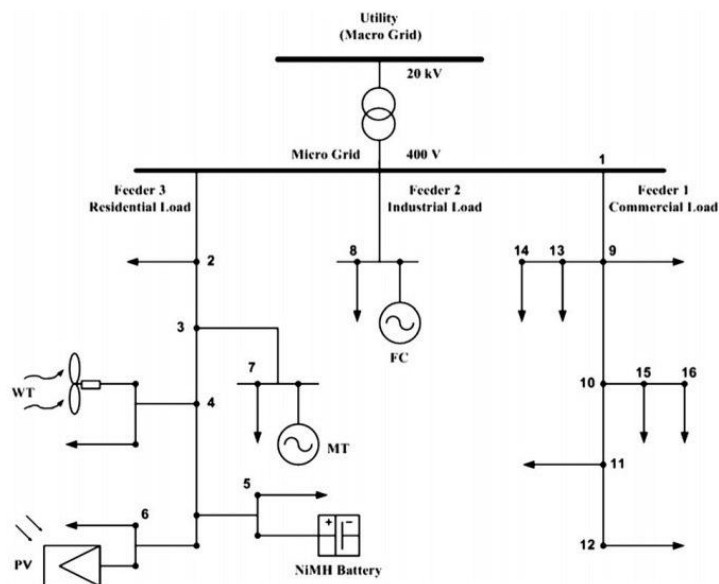 Utility
(Macro Grid)
20 kV
Micro Grid 400 V 1
Feeder 3 Feeder 2 Feeder 1
Residential Load Industrial Load Commercial Load
8 14 13 9
2
3
FC
7 15 16
WT 4 10
MT
11
5
6
+ −
PV 12
NiMH Battery